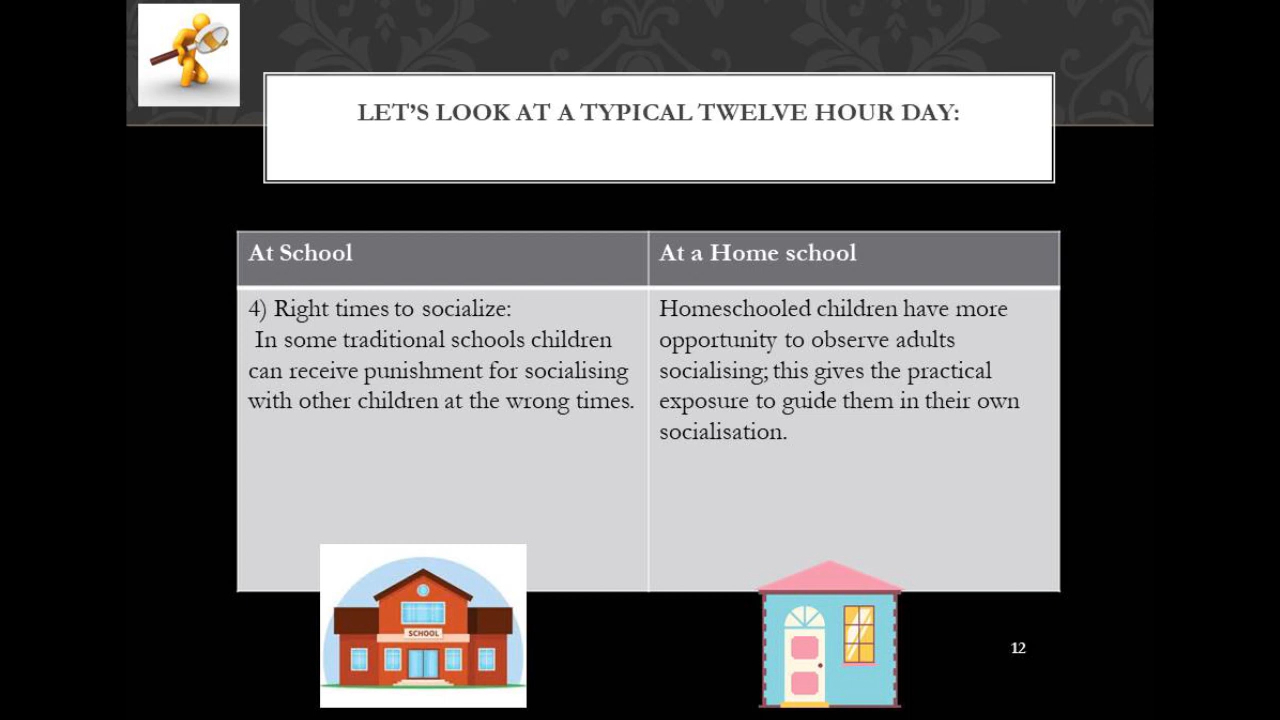 LET’S LOOK AT A TYPICAL TWELVE HOUR DAY:
At School
At a Home school
4) Right times to socialize:
In some traditional schools children
can receive punishment for socialising
with other children at the wrong times.
Homeschooled children have more
opportunity to observe adults
socialising; this gives the practical
exposure to guide them in their own
socialisation.
SCHOOL
12